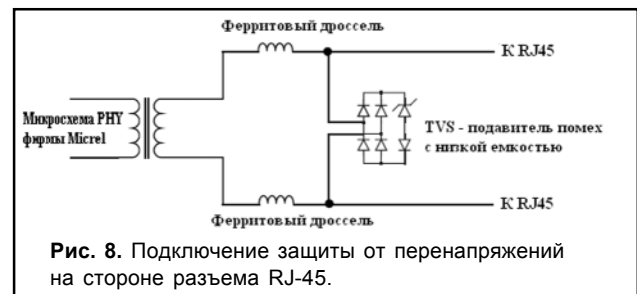 Ферритовый дроссель
К RJ45
Микросхема PHY
фирмы Micrel
TVS - подавитель помех
с низкой емкостью
К RJ45
Ферритовый дроссель
Рис. 8. Подключение защиты от перенапряжений
на стороне разъема RJ-45.